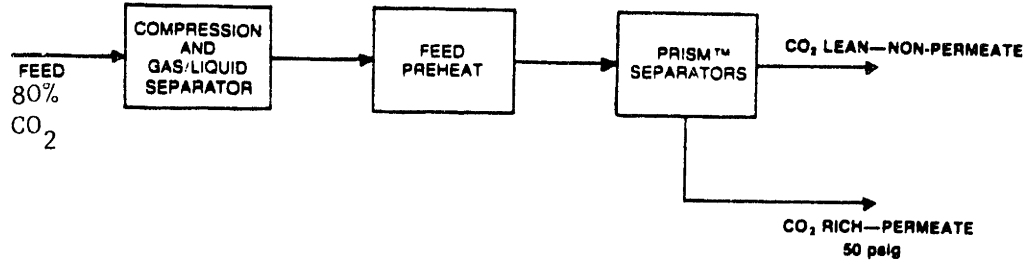 COMPRESSION
AND
GAS/LIQUID
SEPARATOR
FEED
PREHEAT
PRISM™
SEPARATORS
CO₂ LEAN—NON-PERMEATE
FEED
80%
CO₂
CO₂ RICH—PERMEATE
50 psig